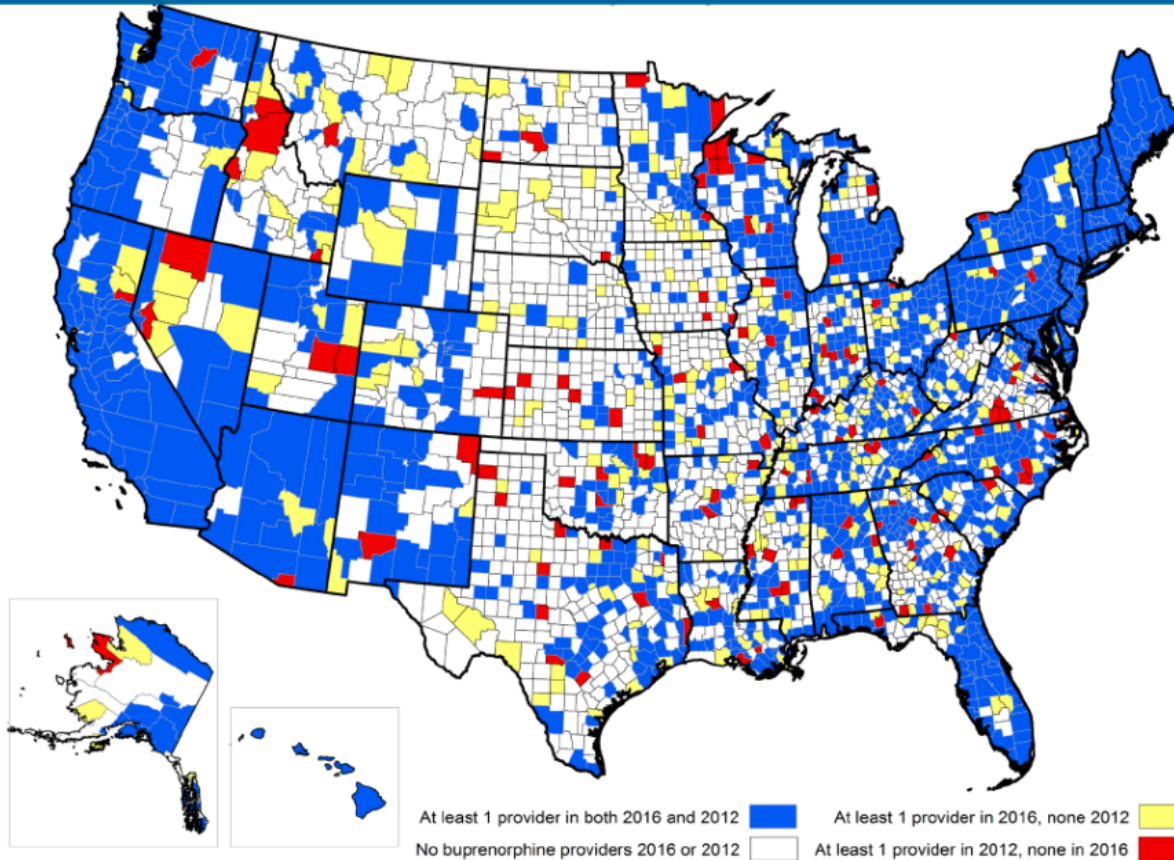 At least 1 provider in both 2016 and 2012
At least 1 provider in 2016, none 2012
No buprenorphine providers 2016 or 2012
At least 1 provider in 2012, none in 2016